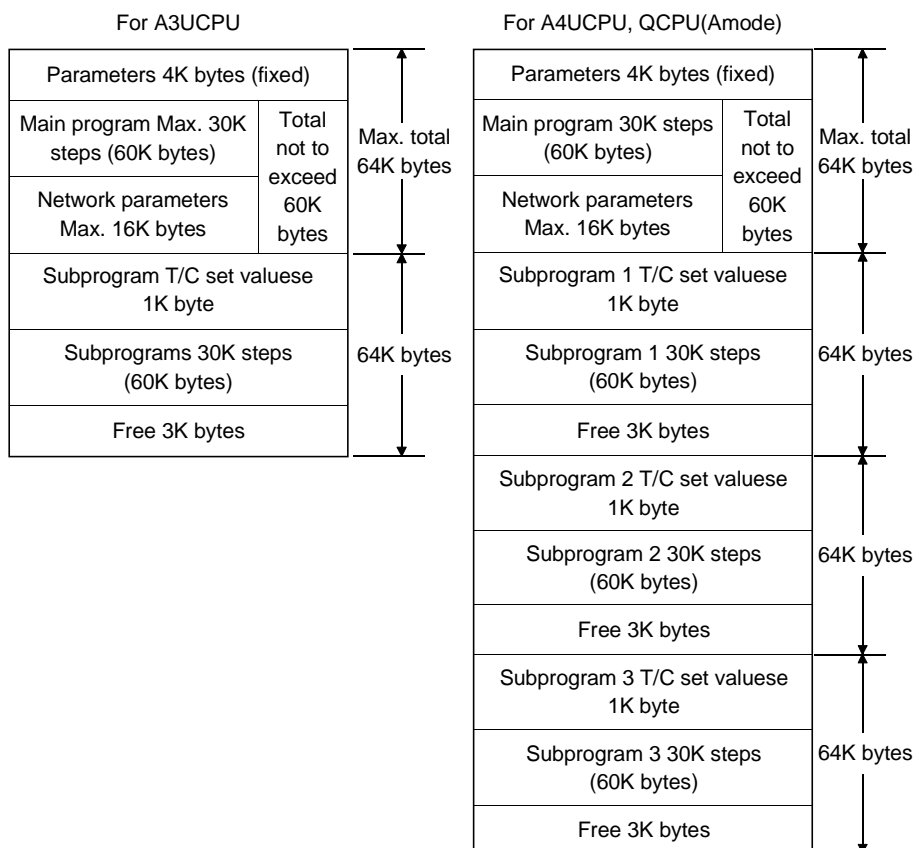 For A3UCPU
Parameters 4K bytes (fixed)
Main program Max. 30K
steps (60K bytes)
Total
not to
exceed
60K
bytes
Network parameters
Max. 16K bytes
Max. total
64K bytes
Subprogram T/C set valuese
1K byte
Subprograms 30K steps
(60K bytes)
Free 3K bytes
64K bytes
For A4UCPU, QCPU(Amode)
Parameters 4K bytes (fixed)
Main program 30K steps
(60K bytes)
Total
not to
exceed
60K
bytes
Network parameters
Max. 16K bytes
Max. total
64K bytes
Subprogram 1 T/C set valuese
1K byte
Subprogram 1 30K steps
(60K bytes)
Free 3K bytes
64K bytes
Subprogram 2 T/C set valuese
1K byte
Subprogram 2 30K steps
(60K bytes)
Free 3K bytes
64K bytes
Subprogram 3 T/C set valuese
1K byte
Subprogram 3 30K steps
(60K bytes)
Free 3K bytes
64K bytes